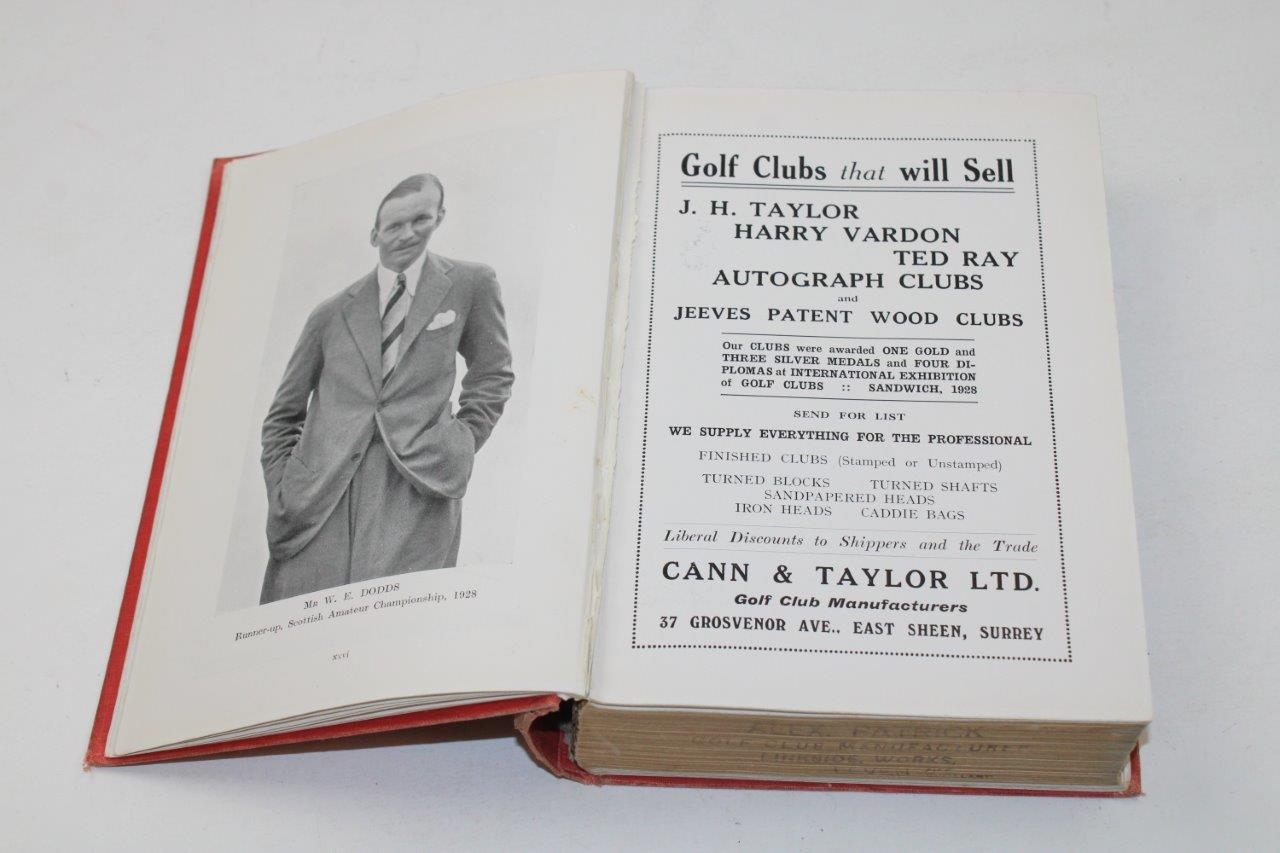 Mr W. E. DODDS
Runner-up, Scottish Amateur Championship, 1928
xxvi
Golf Clubs that will Sell
J. H. TAYLOR
HARRY VARDON
TED RAY
AUTOGRAPH CLUBS
and
JEEVES PATENT WOOD CLUBS
Our CLUBS were awarded ONE GOLD and
THREE SILVER MEDALS and FOUR DI-
PLOMAS at INTERNATIONAL EXHIBITION
of GOLF CLUBS :: SANDWICH, 1928
SEND FOR LIST
WE SUPPLY EVERYTHING FOR THE PROFESSIONAL
FINISHED CLUBS (Stamped or Unstamped)
TURNED BLOCKS TURNED SHAFTS
SANDPAPERED HEADS
IRON HEADS CADDIE BAGS
Liberal Discounts to Shippers and the Trade
CANN & TAYLOR LTD.
Golf Club Manufacturers
37 GROSVENOR AVE., EAST SHEEN, SURREY
ALEX. PATRICK
GOLF CLUB MANUFACTURER
LINKSIDE WORKS,
LEVEN SCOTLAND